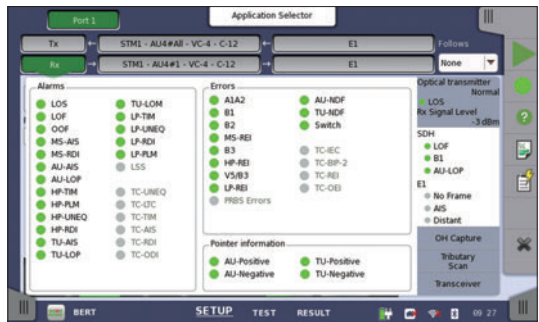 Port 1
Application Selector
Tx
STM1 - AU4#All - VC-4 - C-12
E1
Follows
Rx
STM1 - AU4#1 - VC-4 - C-12
E1
None
Alarms
LOS
LOF
OOF
MS-AIS
MS-RDI
AU-AIS
AU-LOP
HP-TIM
HP-PLM
HP-UNEQ
HP-RDI
TU-AIS
TU-LOP
TU-LOM
LP-TIM
LP-UNEQ
LP-RDI
LP-PLM
LSS
TC-UNEQ
TC-LTC
TC-TIM
TC-AIS
TC-RDI
TC-ODI
Errors
A1A2
B1
B2
MS-REI
B3
HP-REI
V5/B3
LP-REI
PRBS Errors
AU-NDF
TU-NDF
Switch
TC-IEC
TC-BIP-2
TC-REI
TC-OEI
Pointer information
AU-Positive
AU-Negative
TU-Positive
TU-Negative
Optical transmitter
Normal
LOS
Rx Signal Level
-3 dBm
SDH
LOF
B1
AU-LOP
E1
No Frame
AIS
Distant
OH Capture
Tributary
Scan
Transceiver
BERT
SETUP
TEST
RESULT
09 27